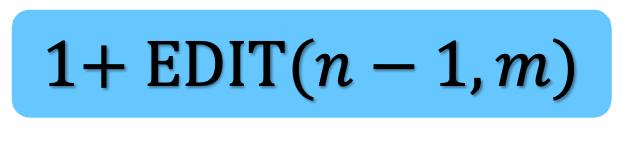 1+ EDIT(n − 1, m)